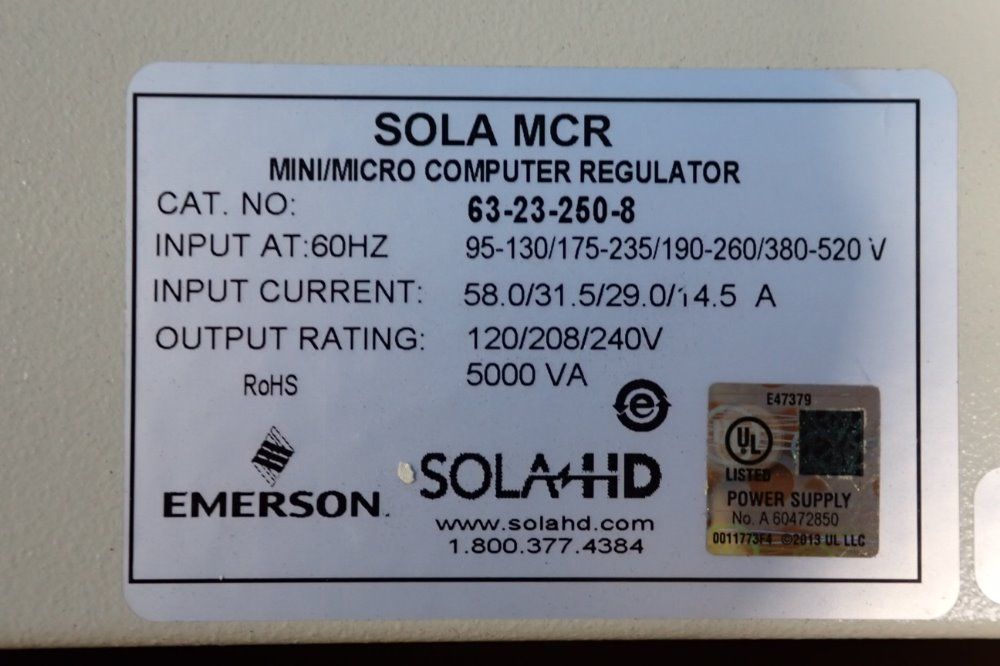 SOLA MCR
MINI/MICRO COMPUTER REGULATOR
CAT. NO: 63-23-250-8
INPUT AT:60HZ 95-130/175-235/190-260/380-520 V
INPUT CURRENT: 58.0/31.5/29.0/14.5 A
OUTPUT RATING: 120/208/240V
5000 VA
RoHS
e
EMERSON
SOLA HD
www.solahd.com
1.800.377.4384
E47379
UL
LISTED
POWER SUPPLY
No. A 60472850
0011773F4 ©2013 UL LLC